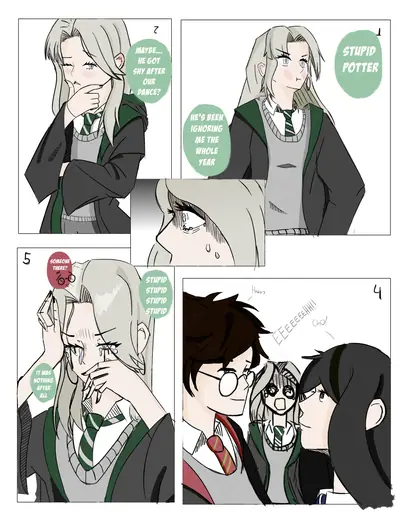 1
STUPID
POTTER
HE'S BEEN
IGNORING
ME THE
WHOLE
YEAR
2
MAYBE...
HE GOT
SHY AFTER
OUR
DANCE?
4
EEEEEEJHHII
5
SOMEONE
THERE?
STUPID
STUPID
STUPID
STUPID
IT WAS
NOTHING
AFTER
ALL